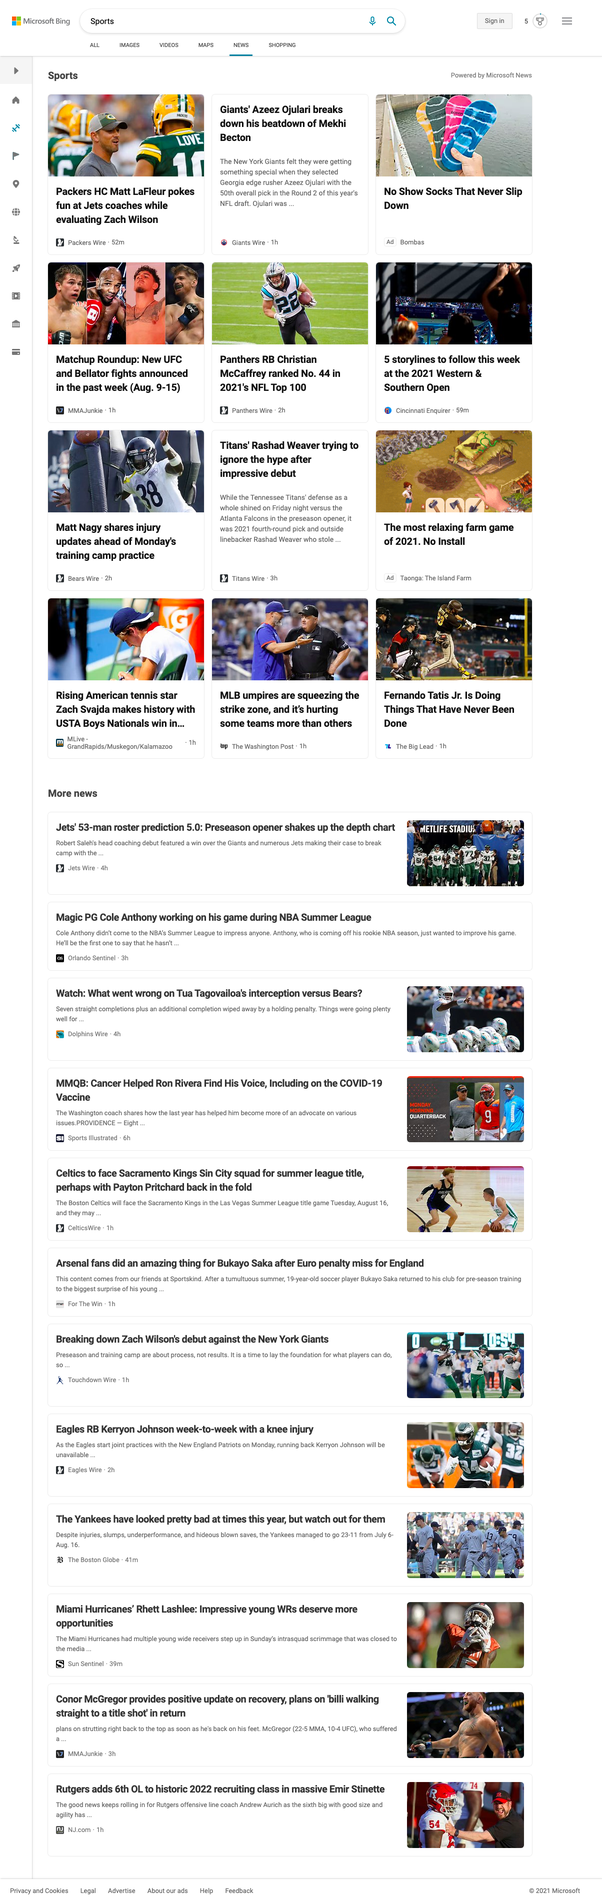 Microsoft Bing
Sports
Sign in
5
ALL IMAGES VIDEOS MAPS NEWS SHOPPING
Sports
Powered by Microsoft News
LOVE
Packers HC Matt LaFleur pokes
fun at Jets coaches while
evaluating Zach Wilson
Packers Wire · 52m
Giants' Azeez Ojulari breaks
down his beatdown of Mekhi
Becton
The New York Giants felt they were getting
something special when they selected
Georgia edge rusher Azeez Ojulari with the
50th overall pick in the Round 2 of this year's
NFL draft. Ojulari was ...
Giants Wire · 1h
No Show Socks That Never Slip
Down
Ad Bombas
Matchup Roundup: New UFC
and Bellator fights announced
in the past week (Aug. 9-15)
MMAJunkie · 1h
22
Panthers RB Christian
McCaffrey ranked No. 44 in
2021's NFL Top 100
Panthers Wire · 2h
5 storylines to follow this week
at the 2021 Western &
Southern Open
Cincinnati Enquirer · 59m
38
Matt Nagy shares injury
updates ahead of Monday's
training camp practice
Bears Wire · 2h
Titans' Rashad Weaver trying to
ignore the hype after
impressive debut
While the Tennessee Titans' defense as a
whole shined on Friday night versus the
Atlanta Falcons in the preseason opener, it
was 2021 fourth-round pick and outside
linebacker Rashad Weaver who stole ...
Titans Wire · 3h
The most relaxing farm game
of 2021. No Install
Ad Taonga: The Island Farm
G
Rising American tennis star
Zach Svajda makes history with
USTA Boys Nationals win in...
MLive -
GrandRapids/Muskegon/Kalamazoo · 1h
MLB umpires are squeezing the
strike zone, and it's hurting
some teams more than others
The Washington Post · 1h
Fernando Tatis Jr. Is Doing
Things That Have Never Been
Done
The Big Lead · 1h
More news
Jets' 53-man roster prediction 5.0: Preseason opener shakes up the depth chart
Robert Saleh's head coaching debut featured a win over the Giants and numerous Jets making their case to break
camp with the ...
Jets Wire · 4h
METLIFE STADIU
Magic PG Cole Anthony working on his game during NBA Summer League
Cole Anthony didn't come to the NBA's Summer League to impress anyone. Anthony, who is coming off his rookie NBA season, just wanted to improve his game.
He'll be the first one to say that he hasn't ...
Orlando Sentinel · 3h
Watch: What went wrong on Tua Tagovailoa's interception versus Bears?
Seven straight completions plus an additional completion wiped away by a holding penalty. Things were going plenty
well for ...
Dolphins Wire · 4h
MMQB: Cancer Helped Ron Rivera Find His Voice, Including on the COVID-19
Vaccine
The Washington coach shares how the last year has helped him become more of an advocate on various
issues.PROVIDENCE — Eight ...
Sports Illustrated · 6h
MONDAY
MORNING
QUARTERBACK
9
Celtics to face Sacramento Kings Sin City squad for summer league title,
perhaps with Payton Pritchard back in the fold
The Boston Celtics will face the Sacramento Kings in the Las Vegas Summer League title game Tuesday, August 16,
and they may ...
CelticsWire · 1h
Arsenal fans did an amazing thing for Bukayo Saka after Euro penalty miss for England
This content comes from our friends at Sportskind. After a tumultuous summer, 19-year-old soccer player Bukayo Saka returned to his club for pre-season training
to the biggest surprise of his young ...
For The Win · 1h
Breaking down Zach Wilson's debut against the New York Giants
Preseason and training camp are about process, not results. It is a time to lay the foundation for what players can do,
so ...
Touchdown Wire · 1h
0 10:54
Eagles RB Kerryon Johnson week-to-week with a knee injury
As the Eagles start joint practices with the New England Patriots on Monday, running back Kerryon Johnson will be
unavailable ...
Eagles Wire · 2h
32
The Yankees have looked pretty bad at times this year, but watch out for them
Despite injuries, slumps, underperformance, and hideous blown saves, the Yankees managed to go 23-11 from July 6-
Aug. 16.
The Boston Globe · 41m
Miami Hurricanes' Rhett Lashlee: Impressive young WRs deserve more
opportunities
The Miami Hurricanes had multiple young wide receivers step up in Sunday's intrasquad scrimmage that was closed to
the media ...
Sun Sentinel · 39m
Conor McGregor provides positive update on recovery, plans on 'billi walking
straight to a title shot' in return
plans on strutting right back to the top as soon as he's back on his feet. McGregor (22-5 MMA, 10-4 UFC), who suffered
a ...
MMAJunkie · 3h
Rutgers adds 6th OL to historic 2022 recruiting class in massive Emir Stinette
The good news keeps rolling in for Rutgers offensive line coach Andrew Aurich as the sixth big with good size and
agility has ...
NJ.com · 1h
74
54
Privacy and Cookies Legal Advertise About our ads Help Feedback
© 2021 Microsoft